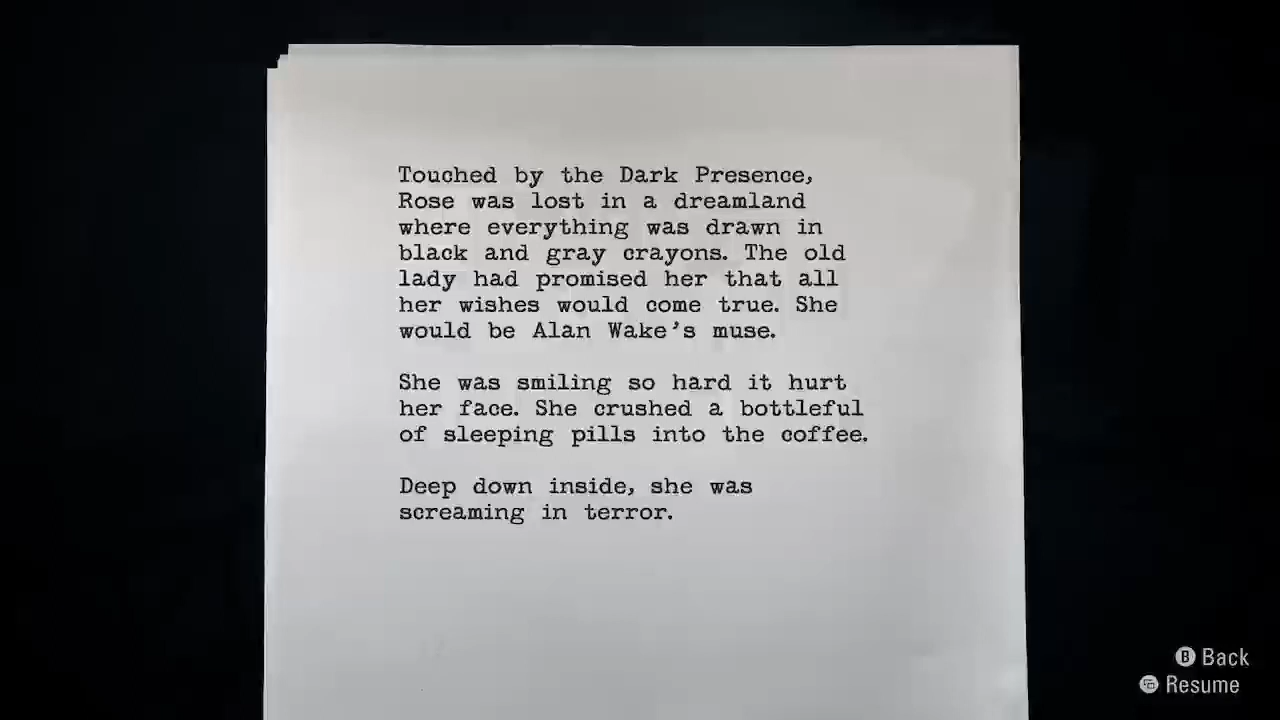 Touched by the Dark Presence,
Rose was lost in a dreamland
where everything was drawn in
black and gray crayons. The old
lady had promised her that all
her wishes would come true. She
would be Alan Wake's muse.
She was smiling so hard it hurt
her face. She crushed a bottleful
of sleeping pills into the coffee.
Deep down inside, she was
screaming in terror.
B Back
Resume